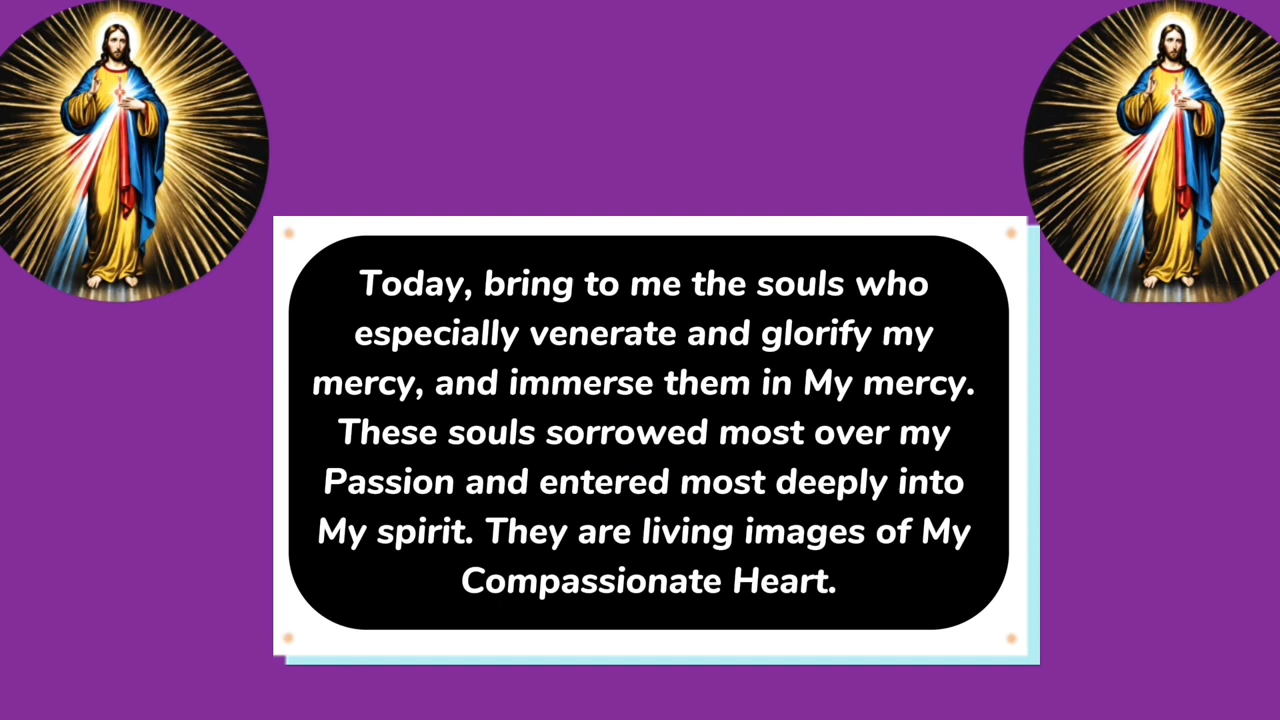 Today, bring to me the souls who
especially venerate and glorify my
mercy, and immerse them in My mercy.
These souls sorrowed most over my
Passion and entered most deeply into
My spirit. They are living images of My
Compassionate Heart.